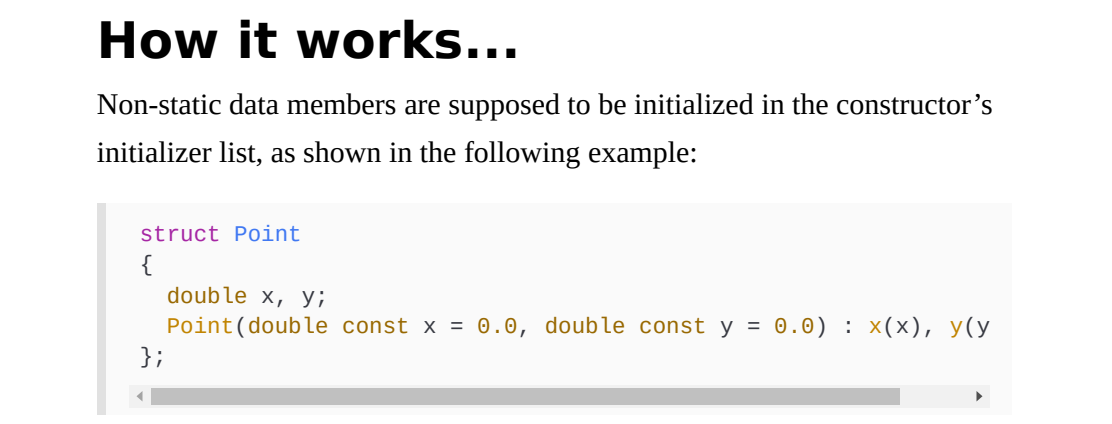 How it works...
Non-static data members are supposed to be initialized in the constructor’s
initializer list, as shown in the following example:
struct Point
{
  double x, y;
  Point(double const x = 0.0, double const y = 0.0) : x(x), y(y
};